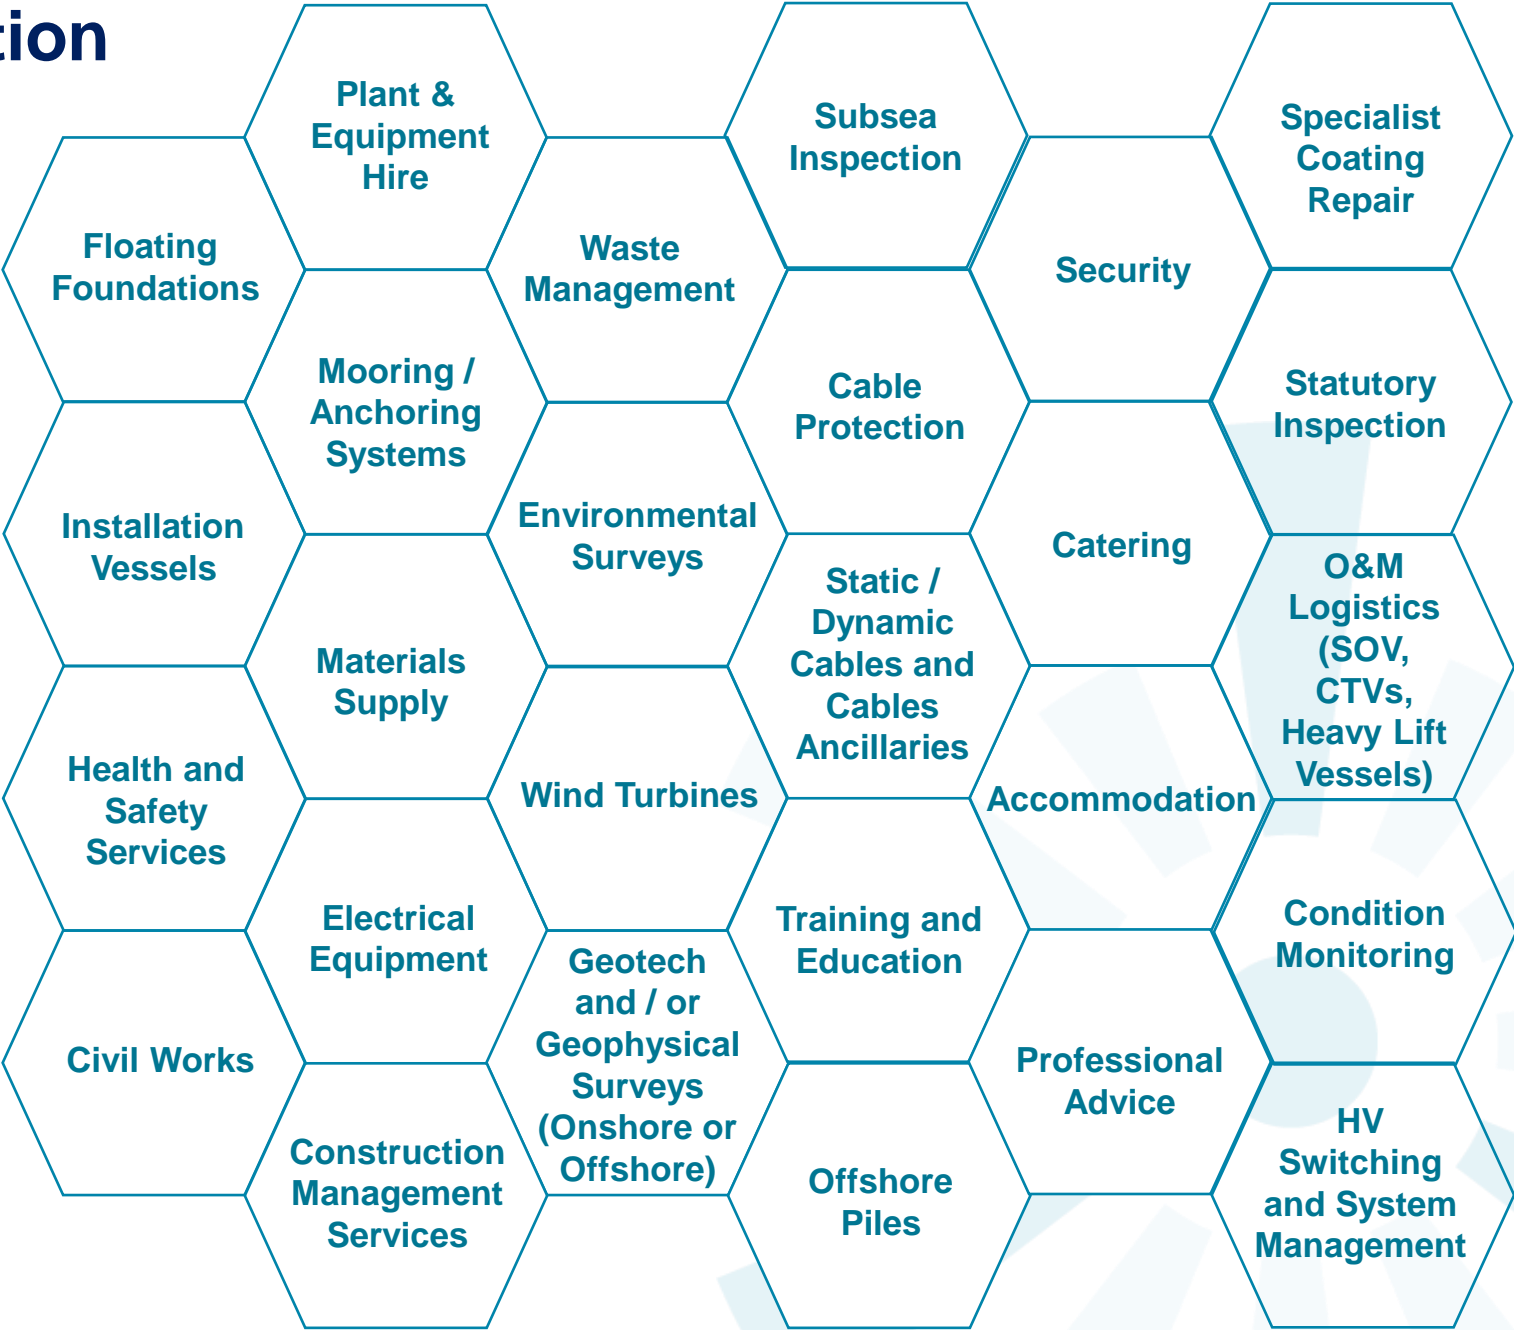 tion
Plant &
Equipment
Hire
Subsea
Inspection
Specialist
Coating
Repair
Floating
Foundations
Waste
Management
Security
Mooring /
Anchoring
Systems
Cable
Protection
Statutory
Inspection
Installation
Vessels
Environmental
Surveys
Catering
Materials
Supply
Static /
Dynamic
Cables and
Cables
Ancillaries
O&M
Logistics
(SOV,
CTVs,
Heavy Lift
Vessels)
Health and
Safety
Services
Wind Turbines
Accommodation
Electrical
Equipment
Training and
Education
Condition
Monitoring
Civil Works
Geotech
and / or
Geophysical
Surveys
(Onshore or
Offshore)
Professional
Advice
Construction
Management
Services
Offshore
Piles
HV
Switching
and System
Management